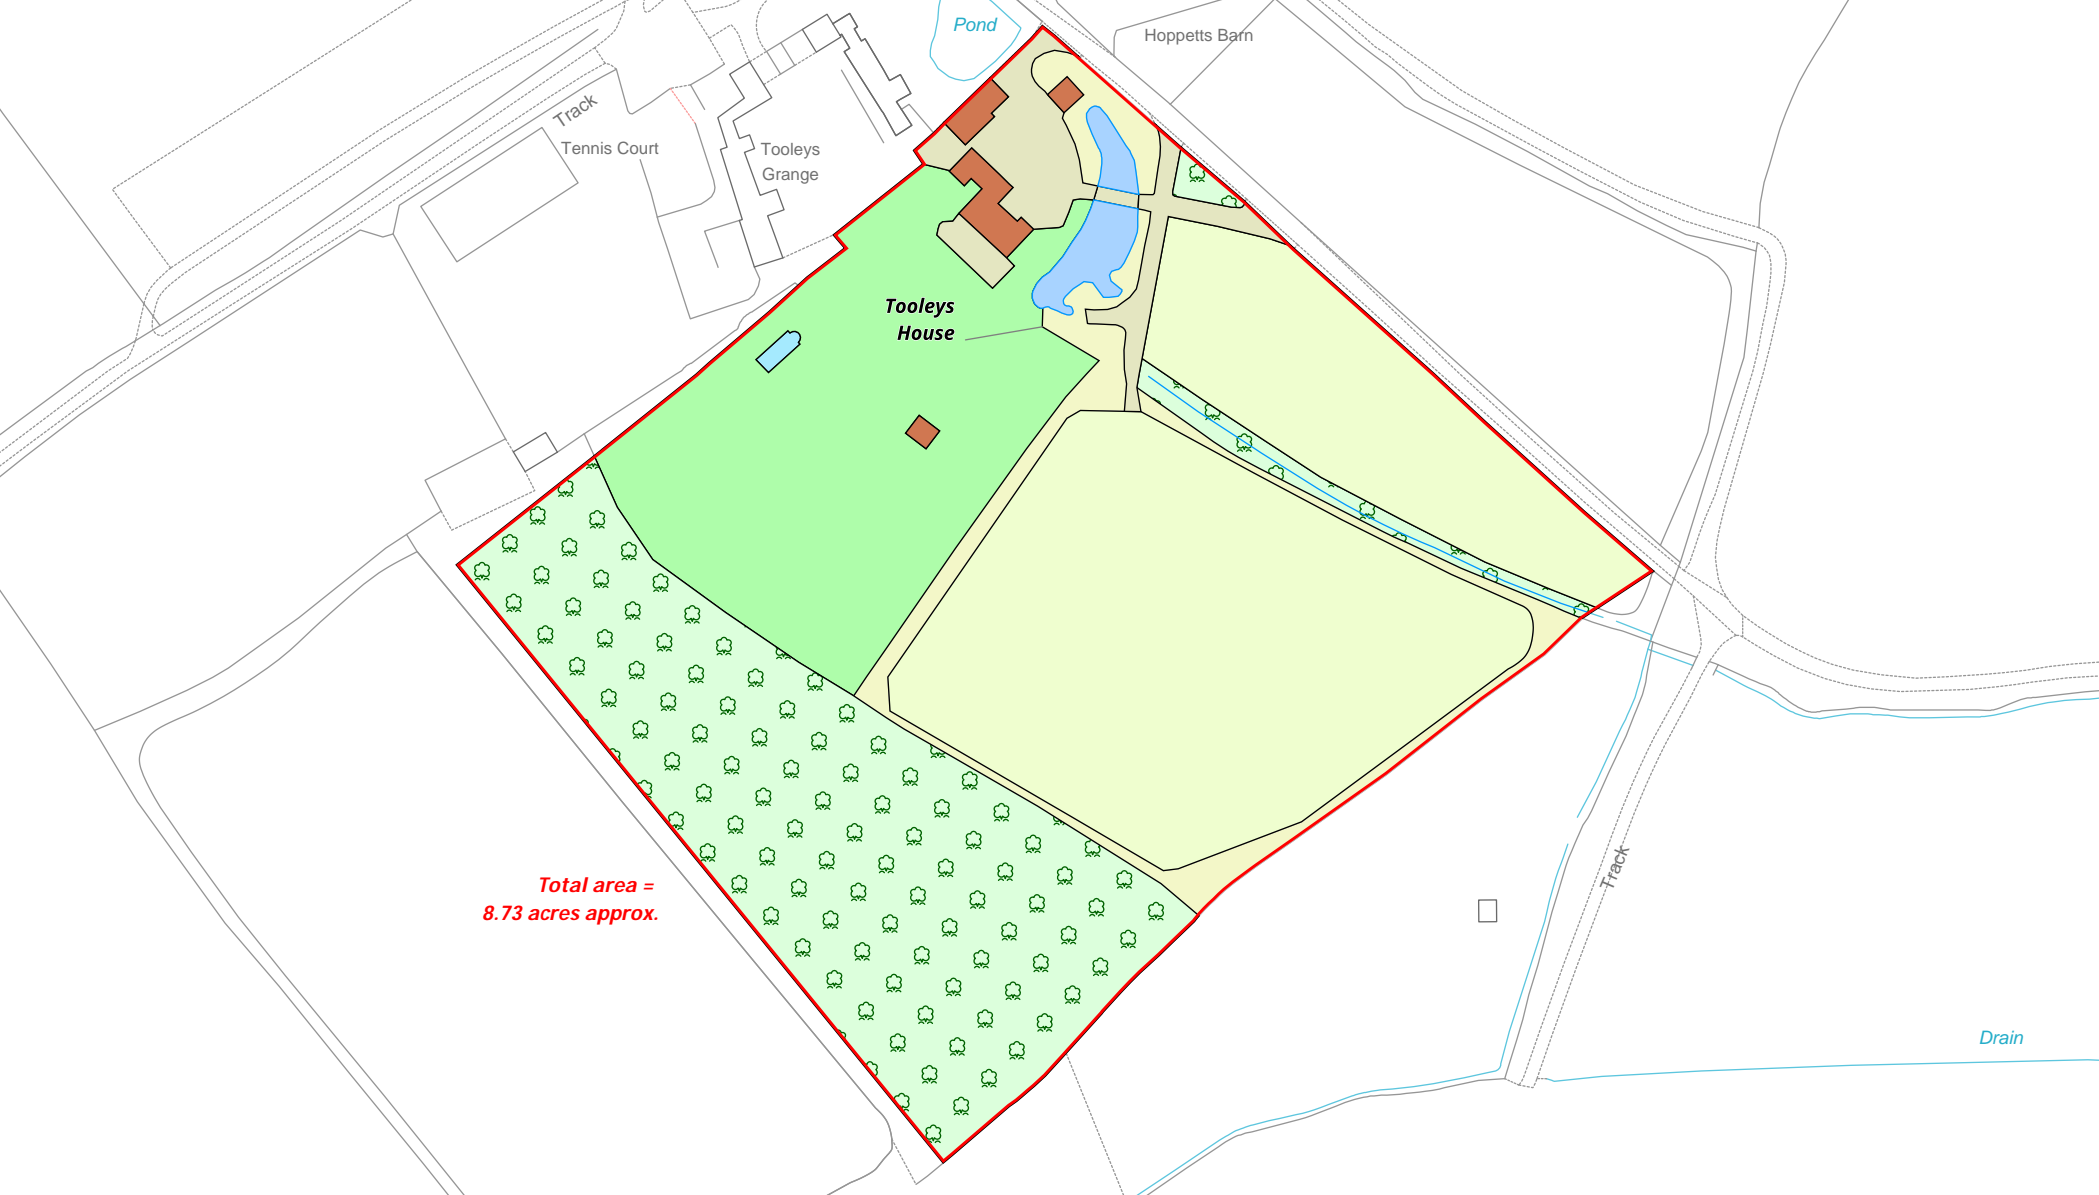 Pond
Hoppetts Barn
Track
Tennis Court
Tooleys
Grange
Tooleys
House
Total area =
8.73 acres approx.
Track
Drain